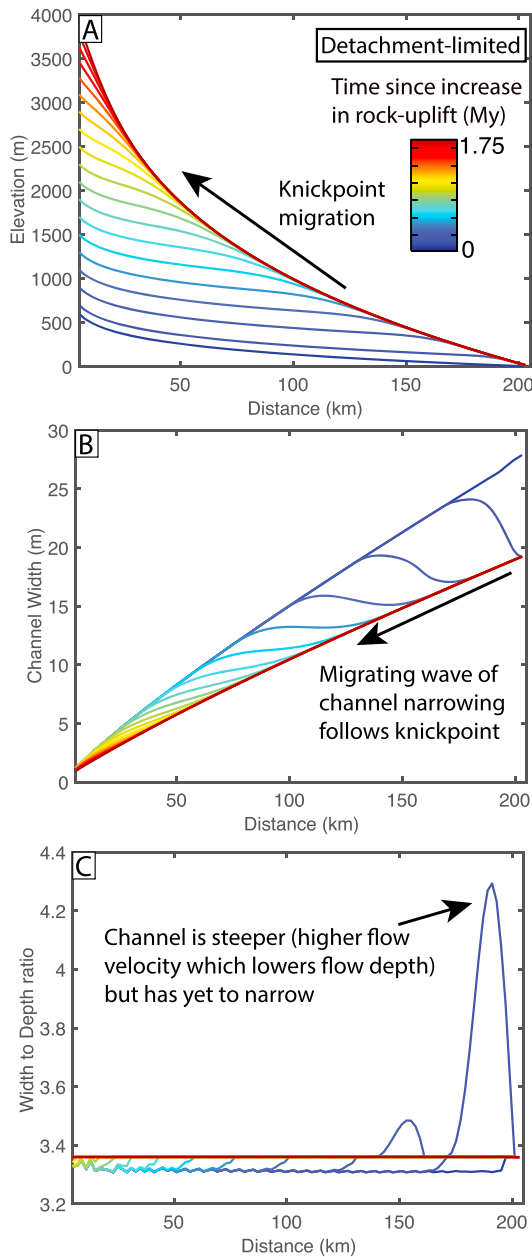 A
Detachment-limited
Time since increase
in rock-uplift (My)
1.75
0
Knickpoint
migration
Elevation (m)
4000
3500
3000
2500
2000
1500
1000
500
0
50
100
150
200
Distance (km)
B
Channel Width (m)
30
25
20
15
10
5
0
Migrating wave of
channel narrowing
follows knickpoint
50
100
150
200
Distance (km)
C
Width to Depth ratio
4.4
4.2
4
3.8
3.6
3.4
3.2
Channel is steeper (higher flow
velocity which lowers flow depth)
but has yet to narrow
50
100
150
200
Distance (km)